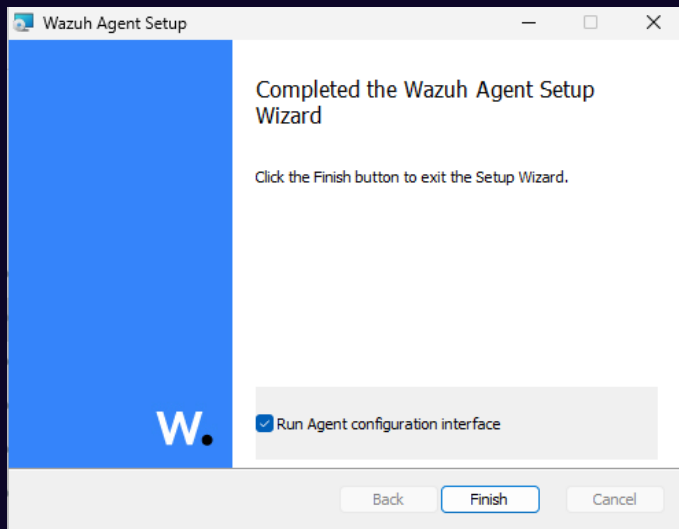 Wazuh Agent Setup
Completed the Wazuh Agent Setup
Wizard
Click the Finish button to exit the Setup Wizard.
W.
Run Agent configuration interface
Back Finish Cancel